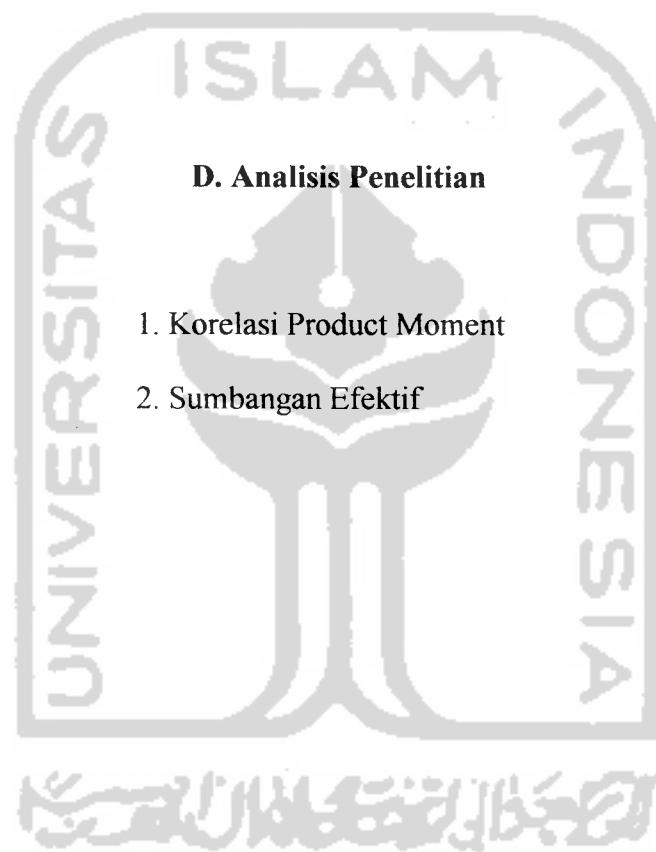 ISLAM
UNIVERSITAS
INDONESIA
D. Analisis Penelitian
1. Korelasi Product Moment
2. Sumbangan Efektif